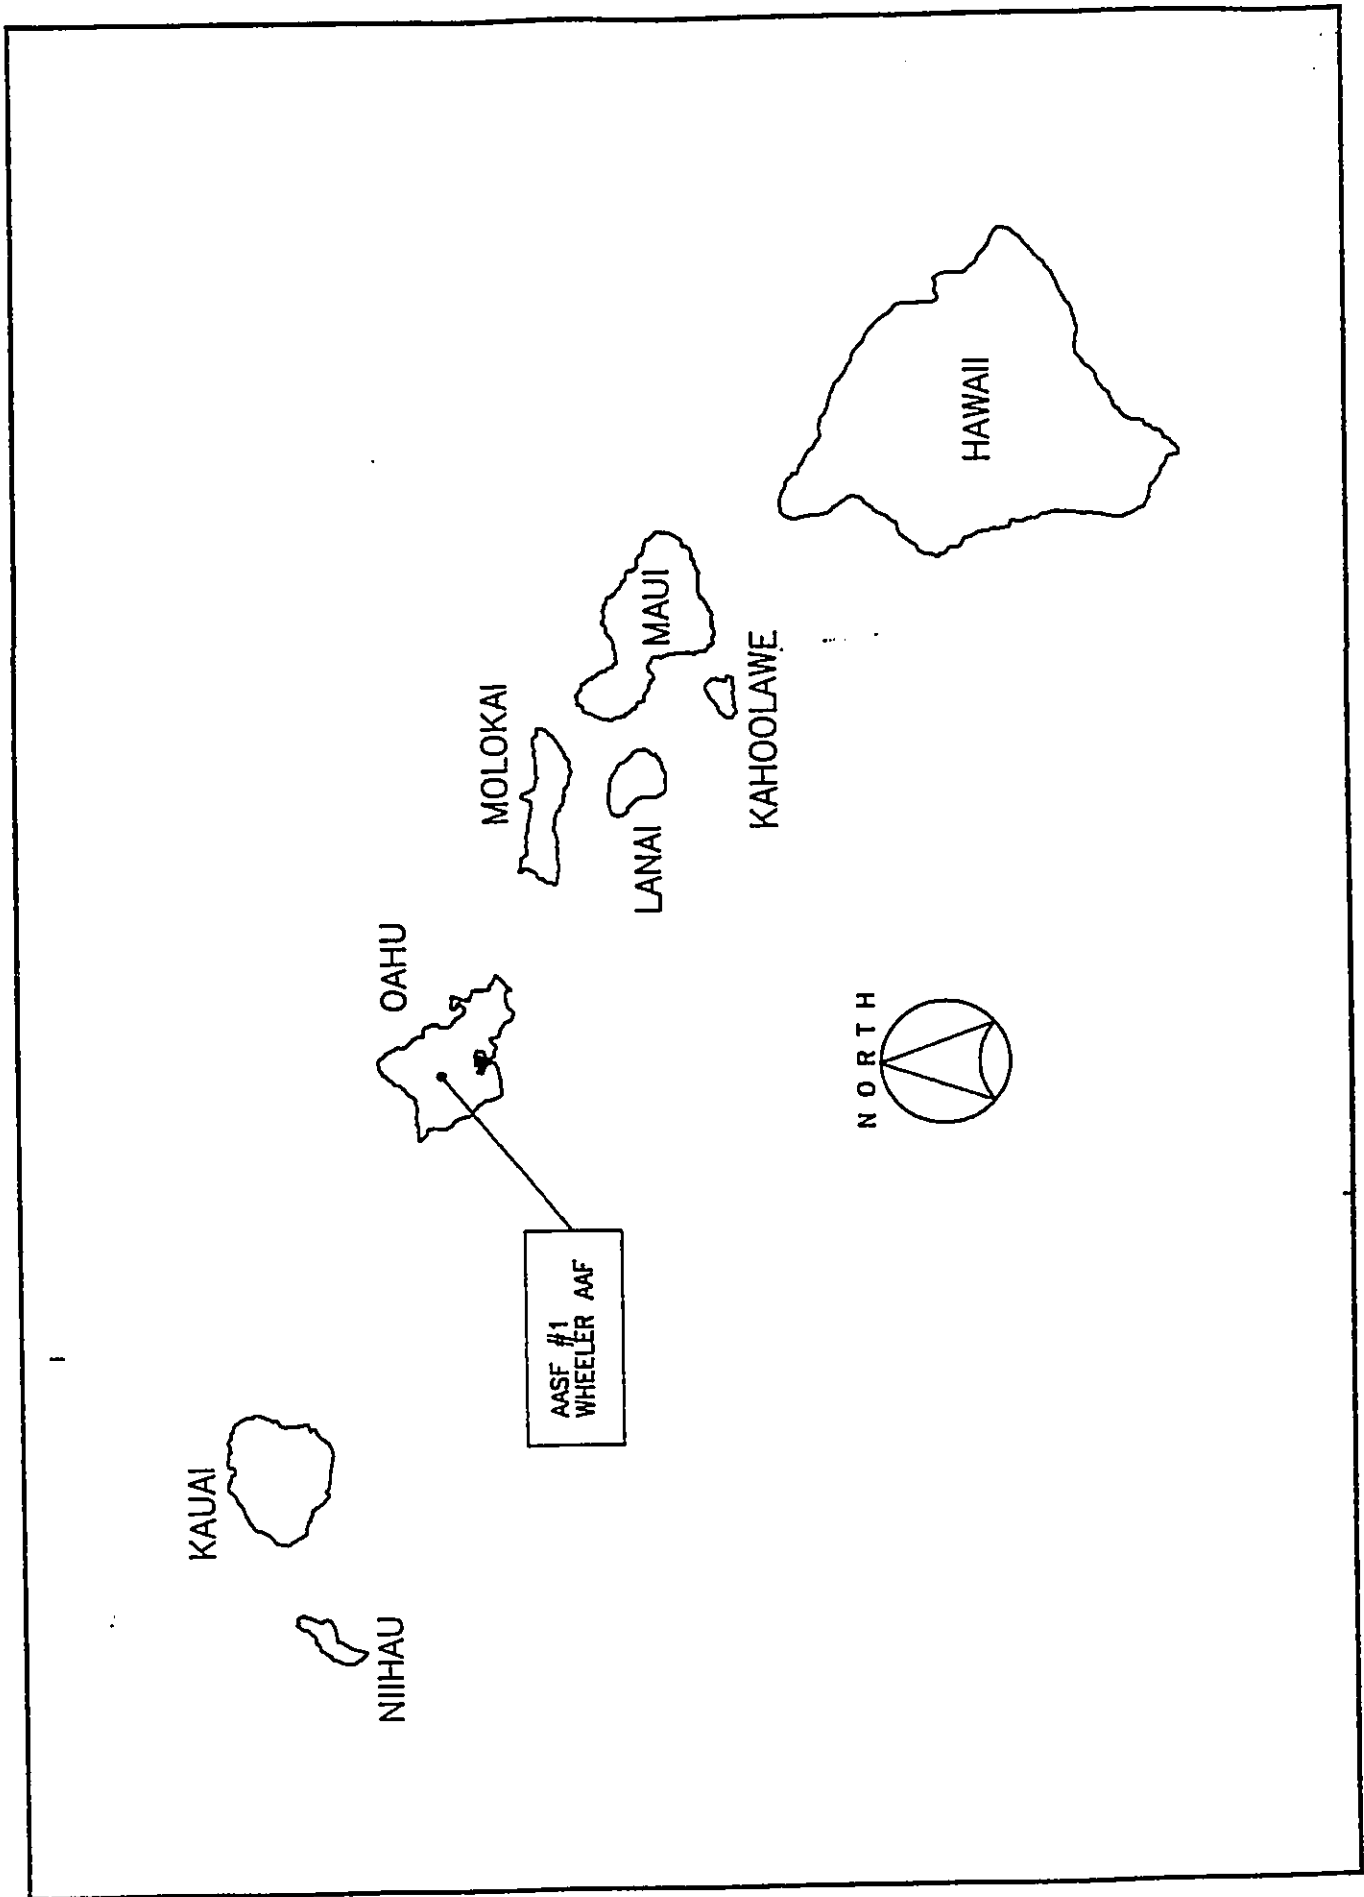 KAUAI
NIIHAU
OAHU
AASF #1
WHEELER AAF
MOLOKAI
LANAI
MAUI
KAHOOLAWE
HAWAII
NORTH